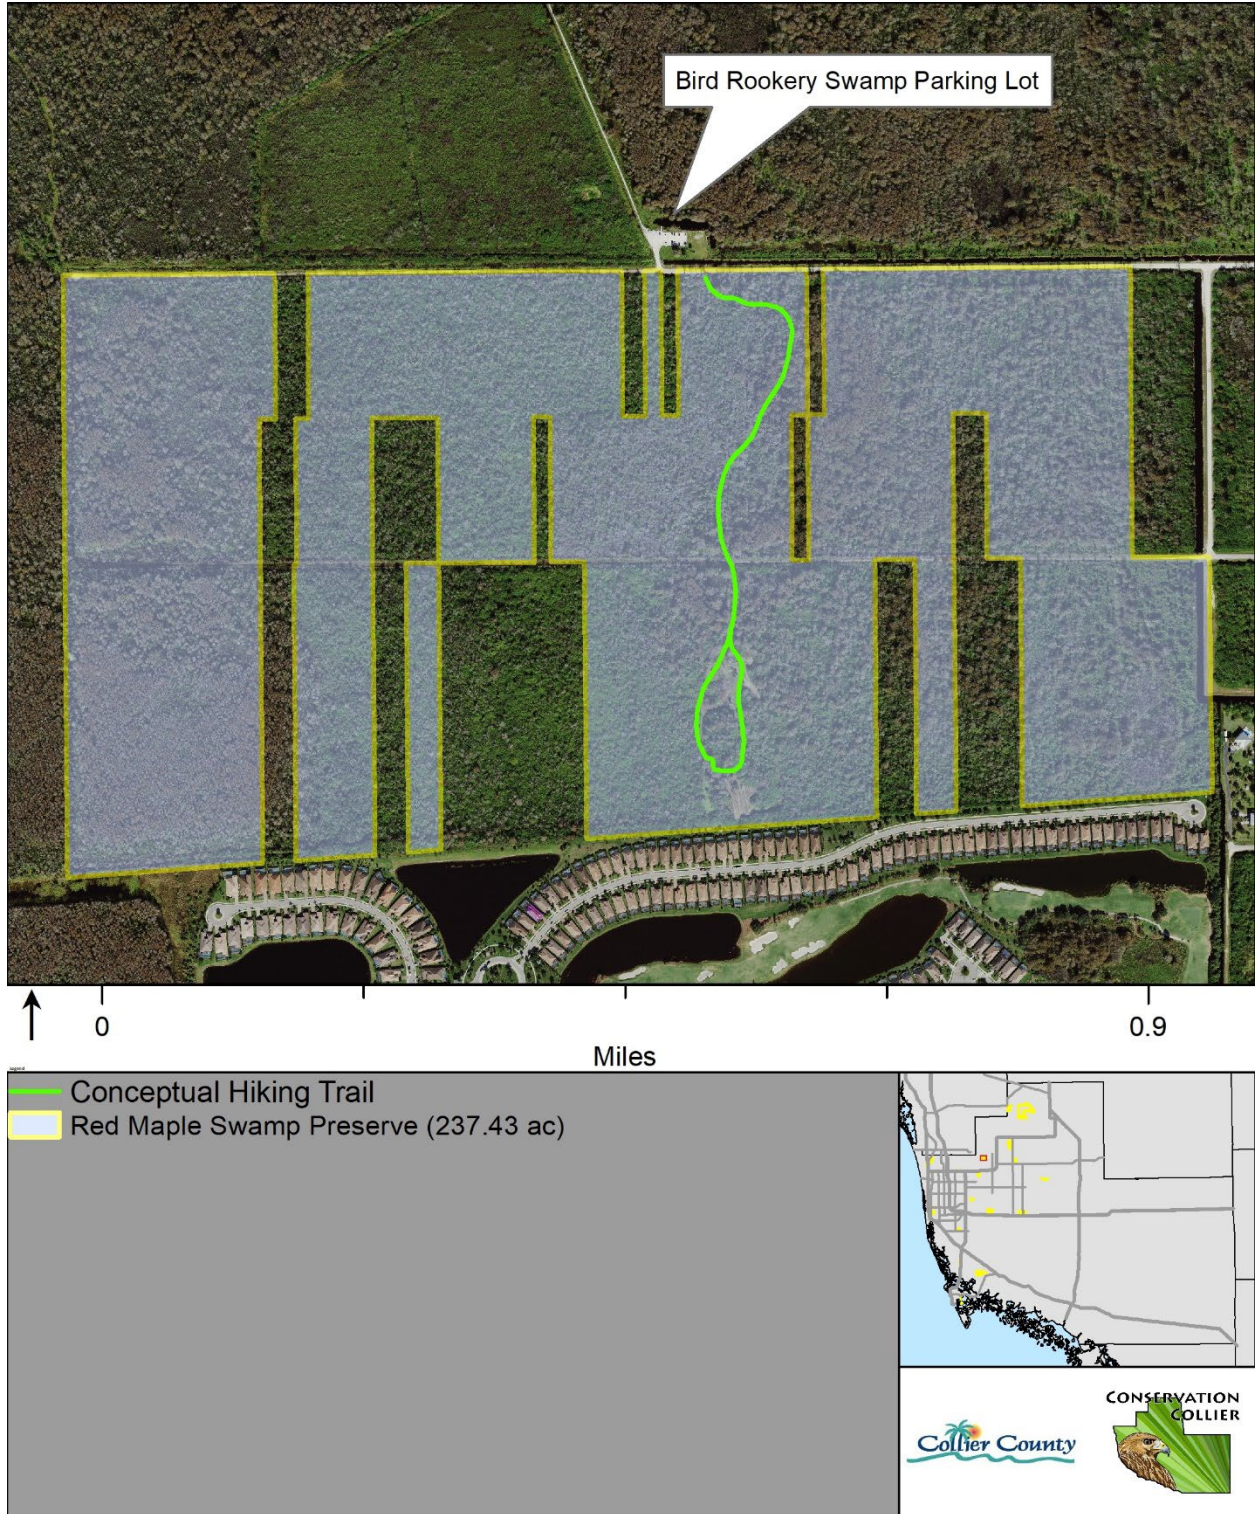 Bird Rookery Swamp Parking Lot
0 0.9
Miles
Legend
Conceptual Hiking Trail
Red Maple Swamp Preserve (237.43 ac)
CONSERVATION
COLLIER
Collier County